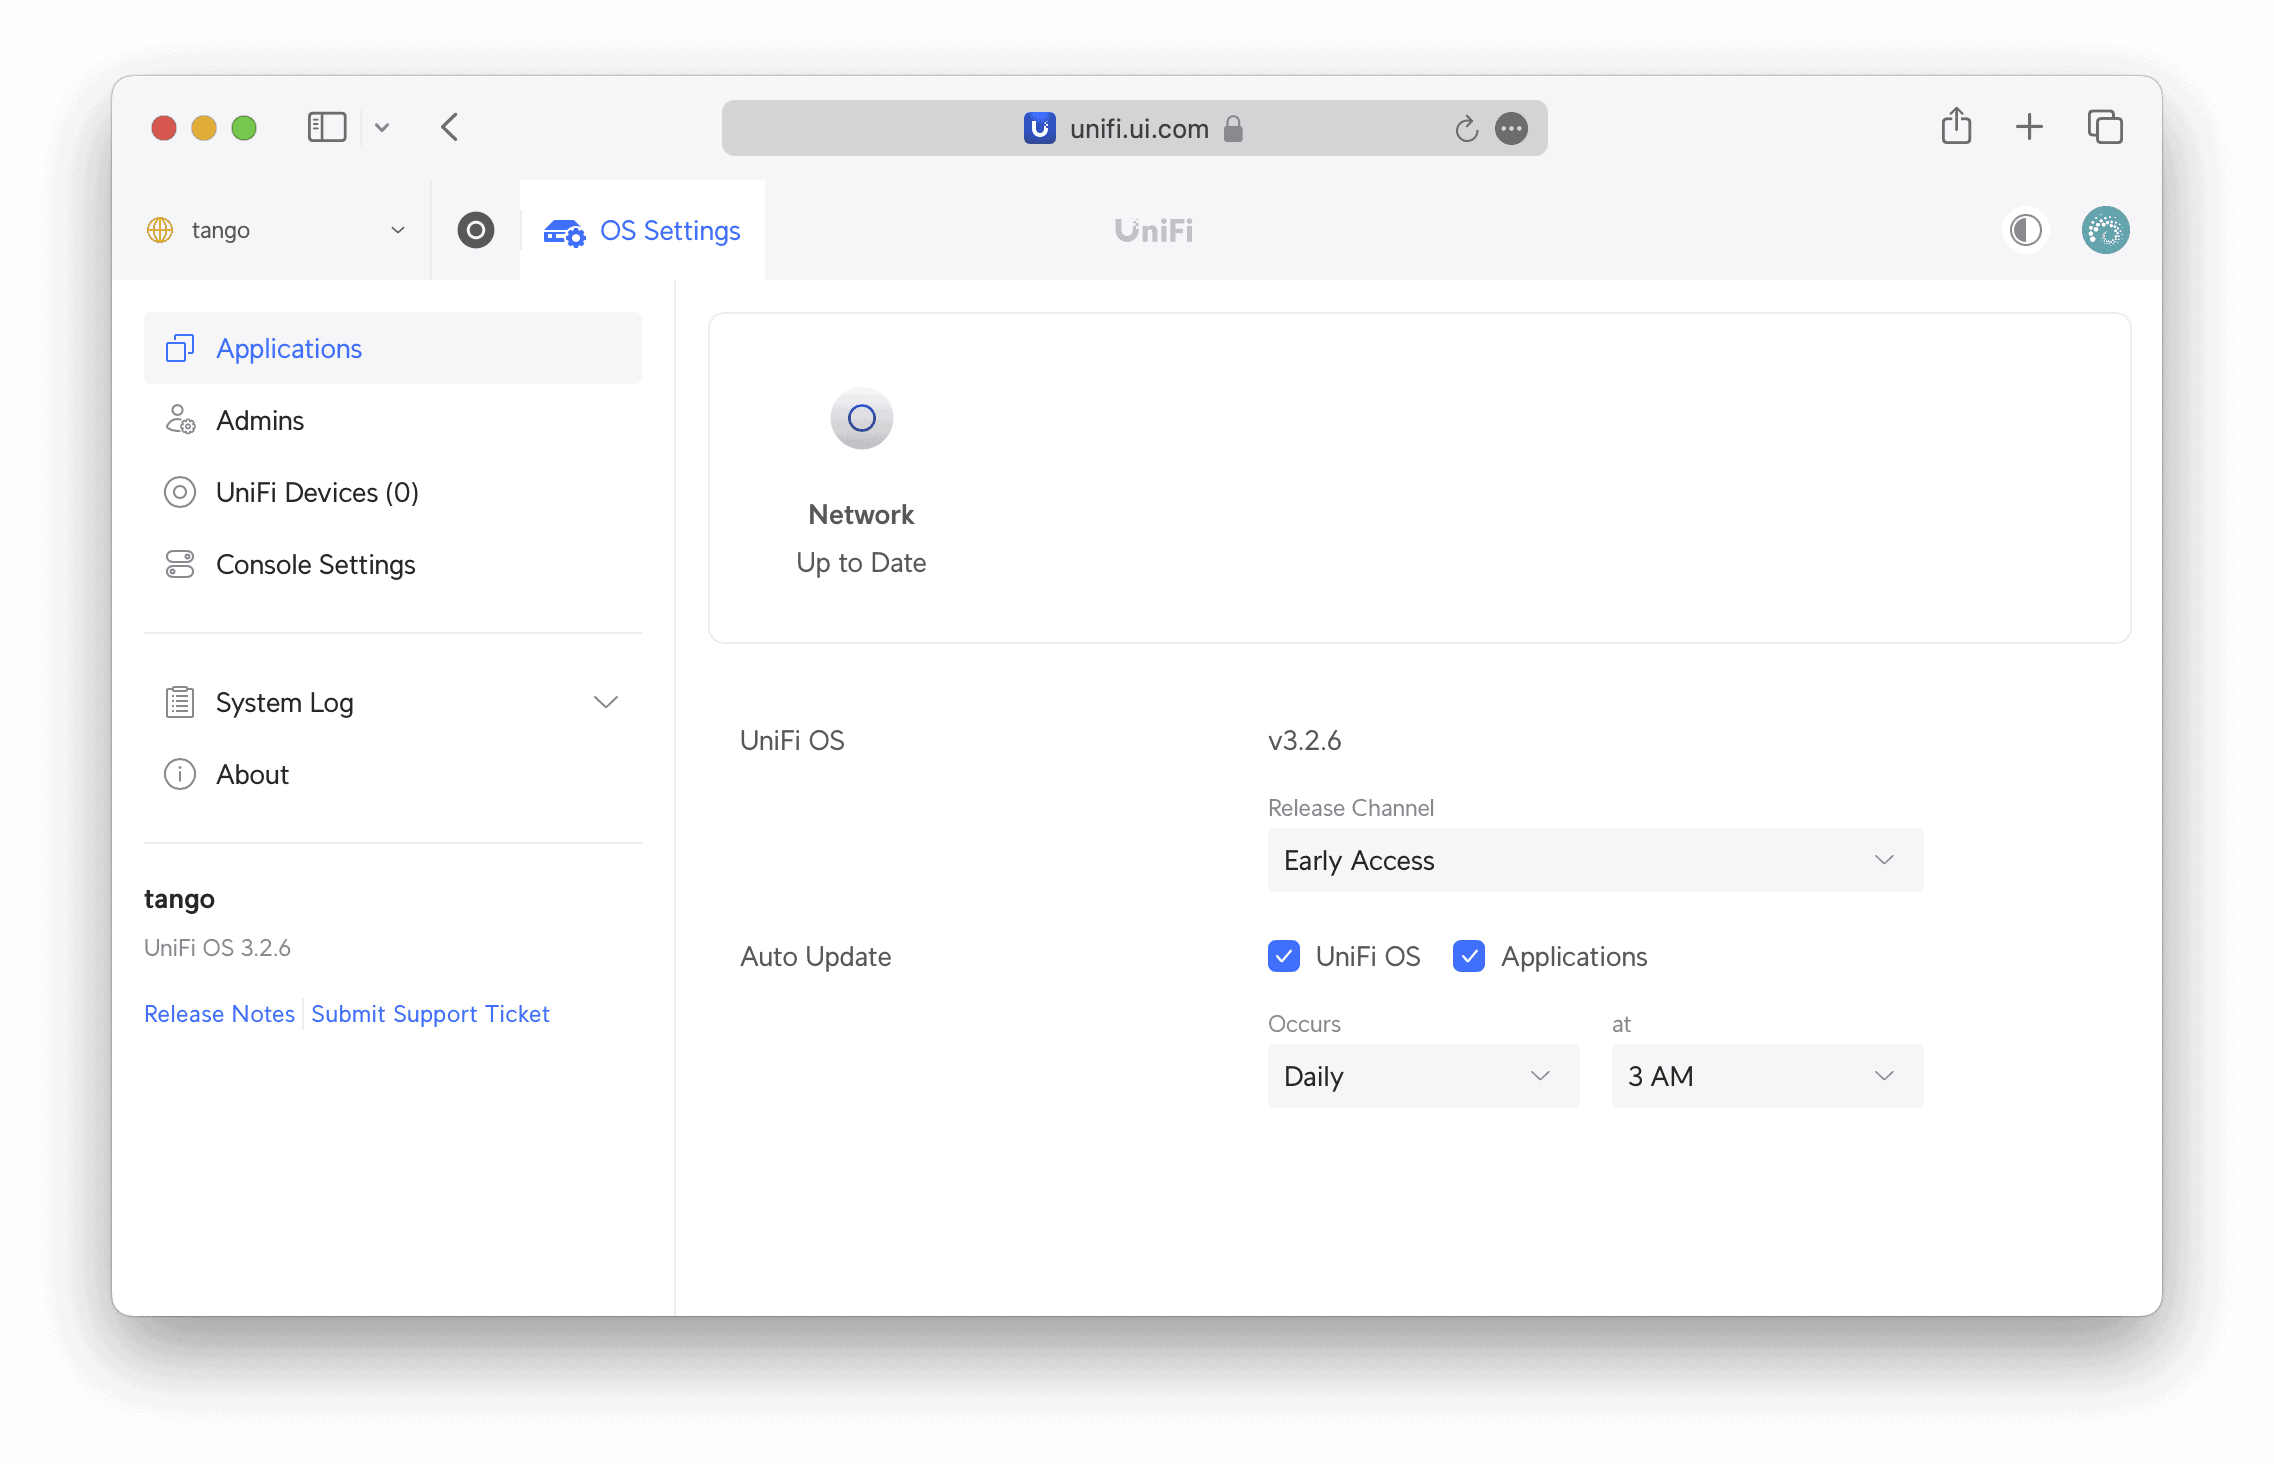 unifi.ui.com
tango
OS Settings
UniFi
Applications
Admins
UniFi Devices (0)
Console Settings
System Log
About
tango
UniFi OS 3.2.6
Release Notes
Submit Support Ticket
Network
Up to Date
UniFi OS
v3.2.6
Release Channel
Early Access
Auto Update
UniFi OS
Applications
Occurs
at
Daily
3 AM